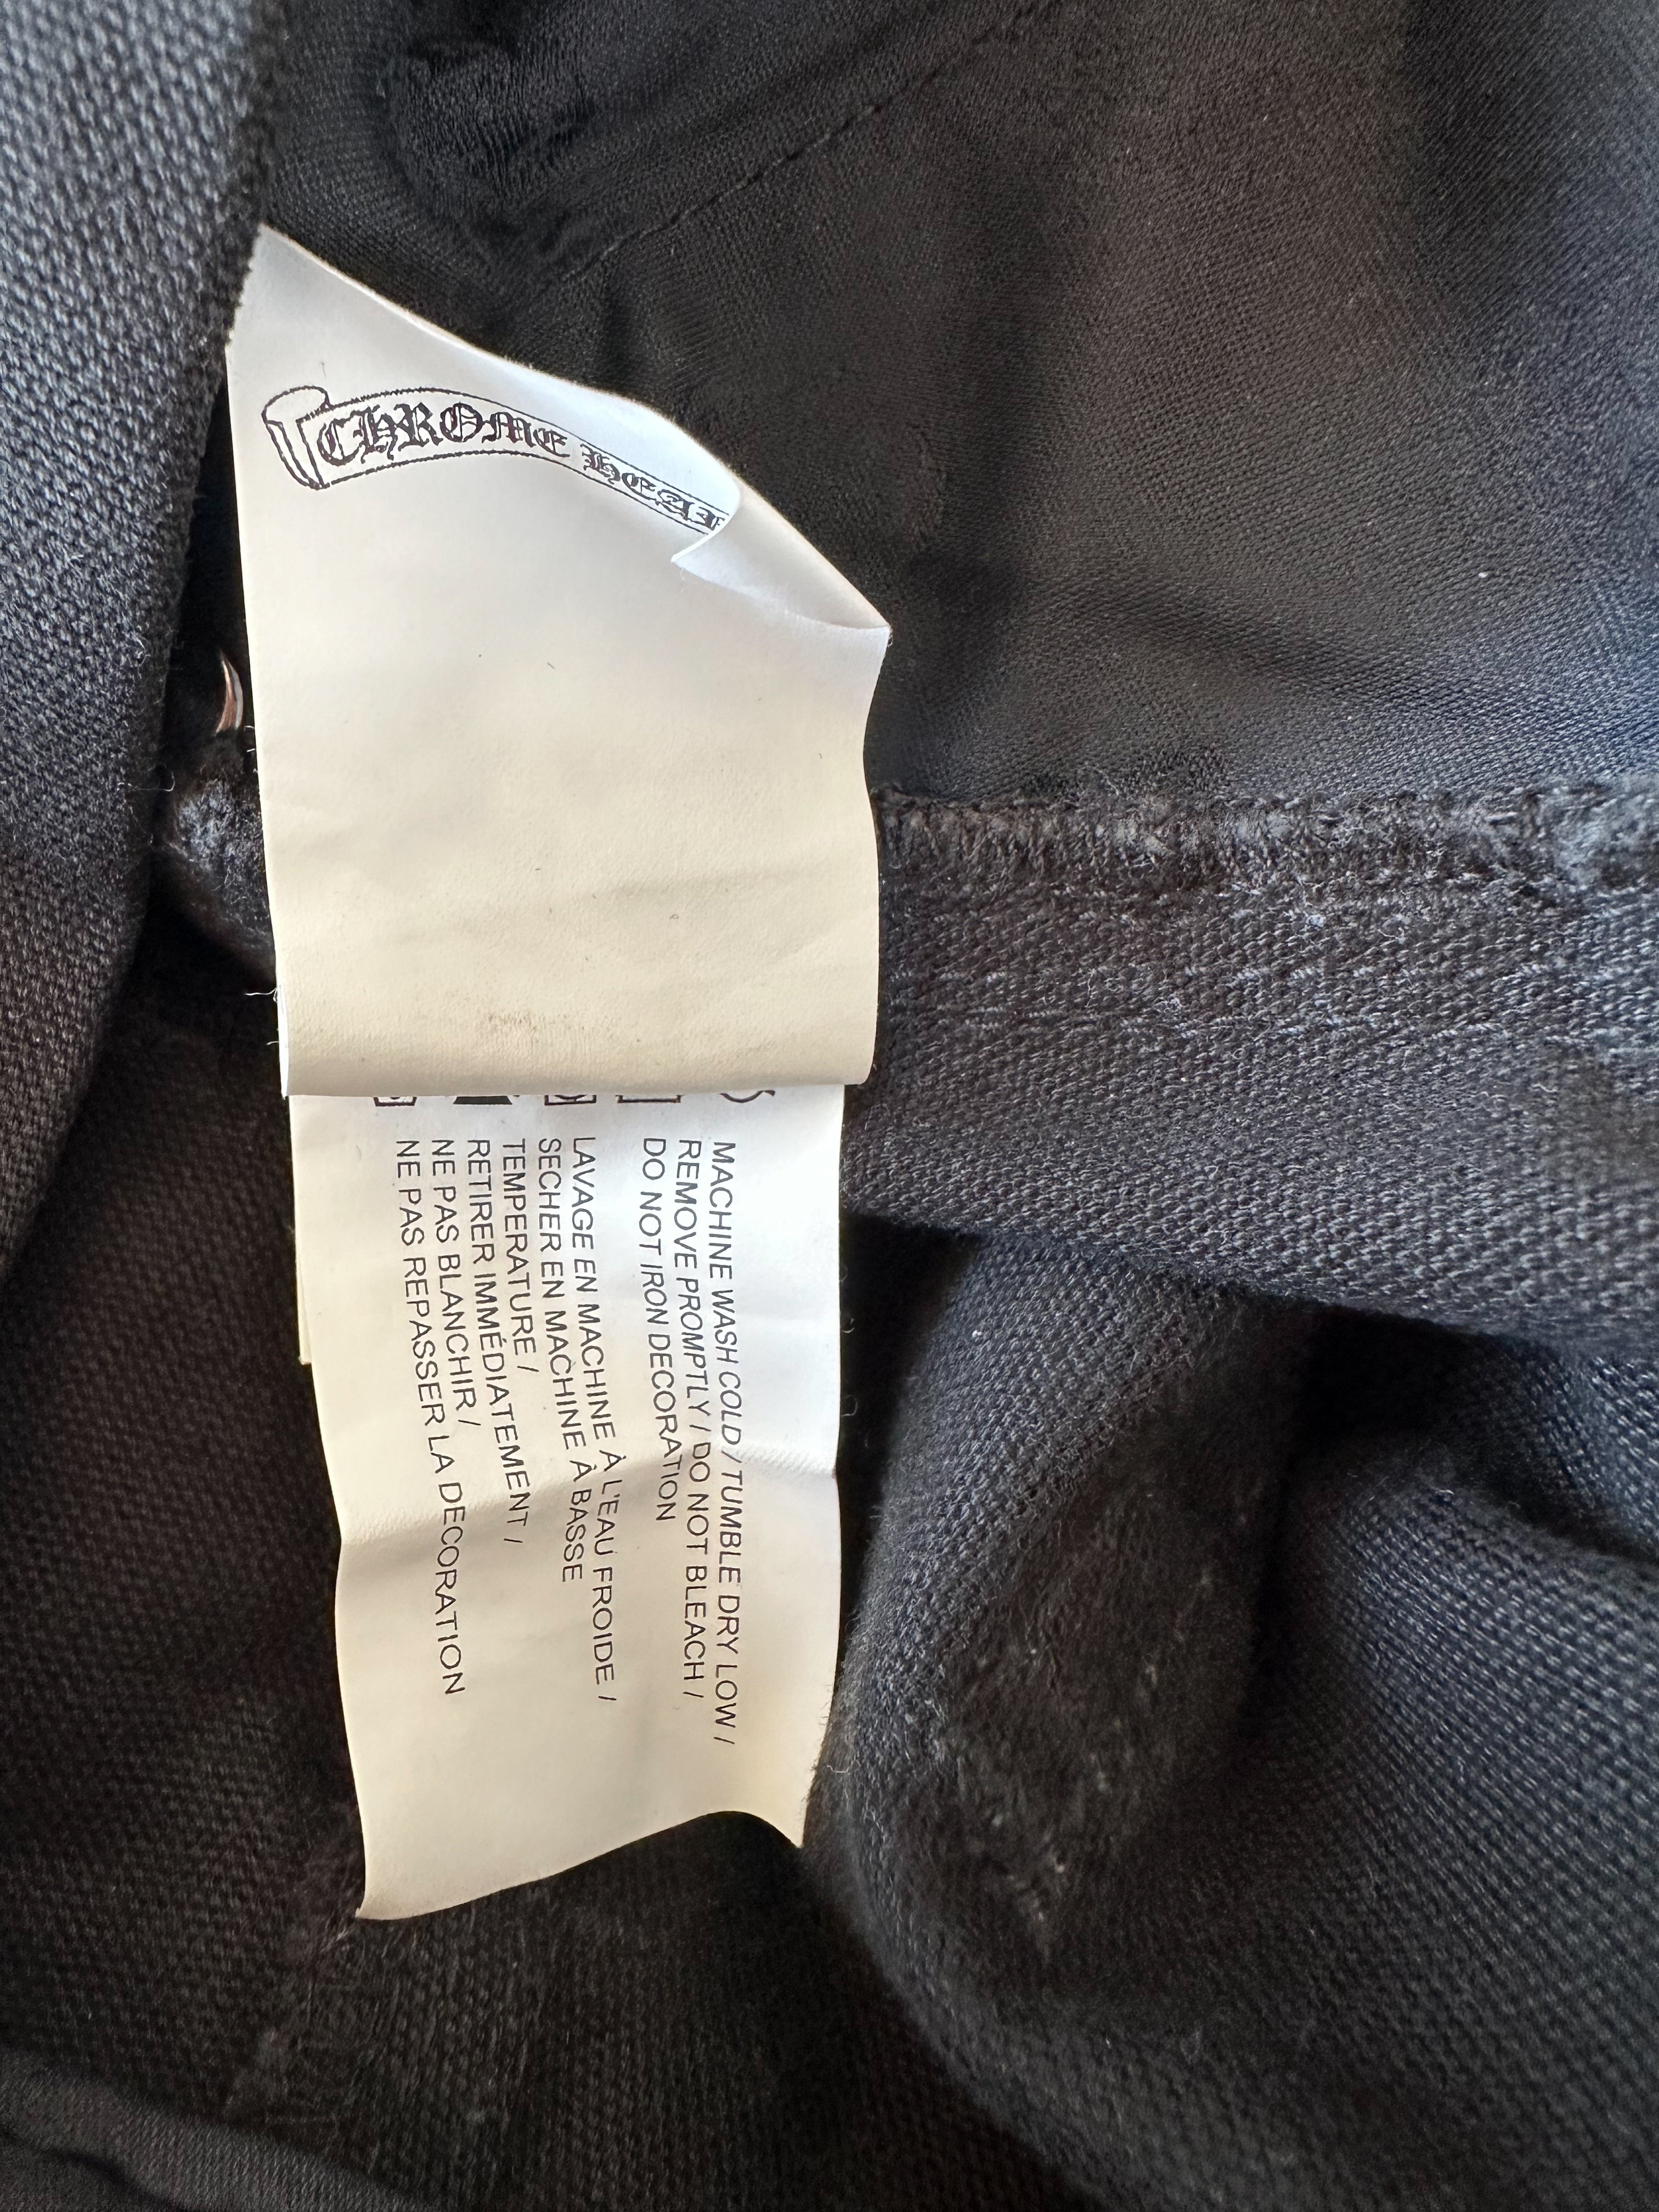 CHROME HEAR
MACHINE WASH COLD / TUMBLE DRY LOW /
REMOVE PROMPTLY / DO NOT BLEACH /
DO NOT IRON DECORATION
LAVAGE EN MACHINE À L'EAU FROIDE /
SECHER EN MACHINE À BASSE
TEMPERATURE /
RETIRER IMMÉDIATEMENT /
NE PAS BLANCHIR /
NE PAS REPASSER LA DECORATION